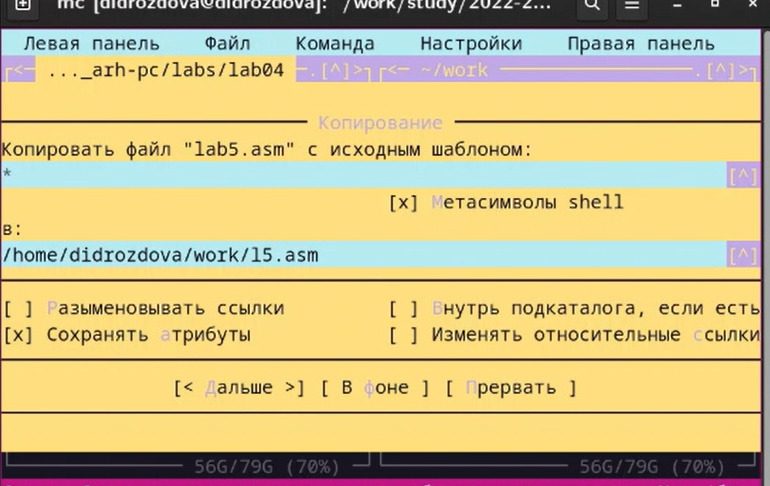 mc [didrozdova@didrozdova]: ~/work/study/2022-2...
Левая панель Файл Команда Настройки Правая панель
<─ ..._arh-pc/labs/lab04 ─.[^]>┐┌<─ ~/work ─.[^]>┐
Копирование
Копировать файл "lab5.asm" с исходным шаблоном:
* [^]
[x] Метасимволы shell
в:
/home/didrozdova/work/l5.asm [^]
[ ] Разыменовывать ссылки [ ] Внутрь подкаталога, если есть
[x] Сохранять атрибуты [ ] Изменять относительные ссылки
[< Дальше >] [ В фоне ] [ Прервать ]
56G/79G (70%) 56G/79G (70%)